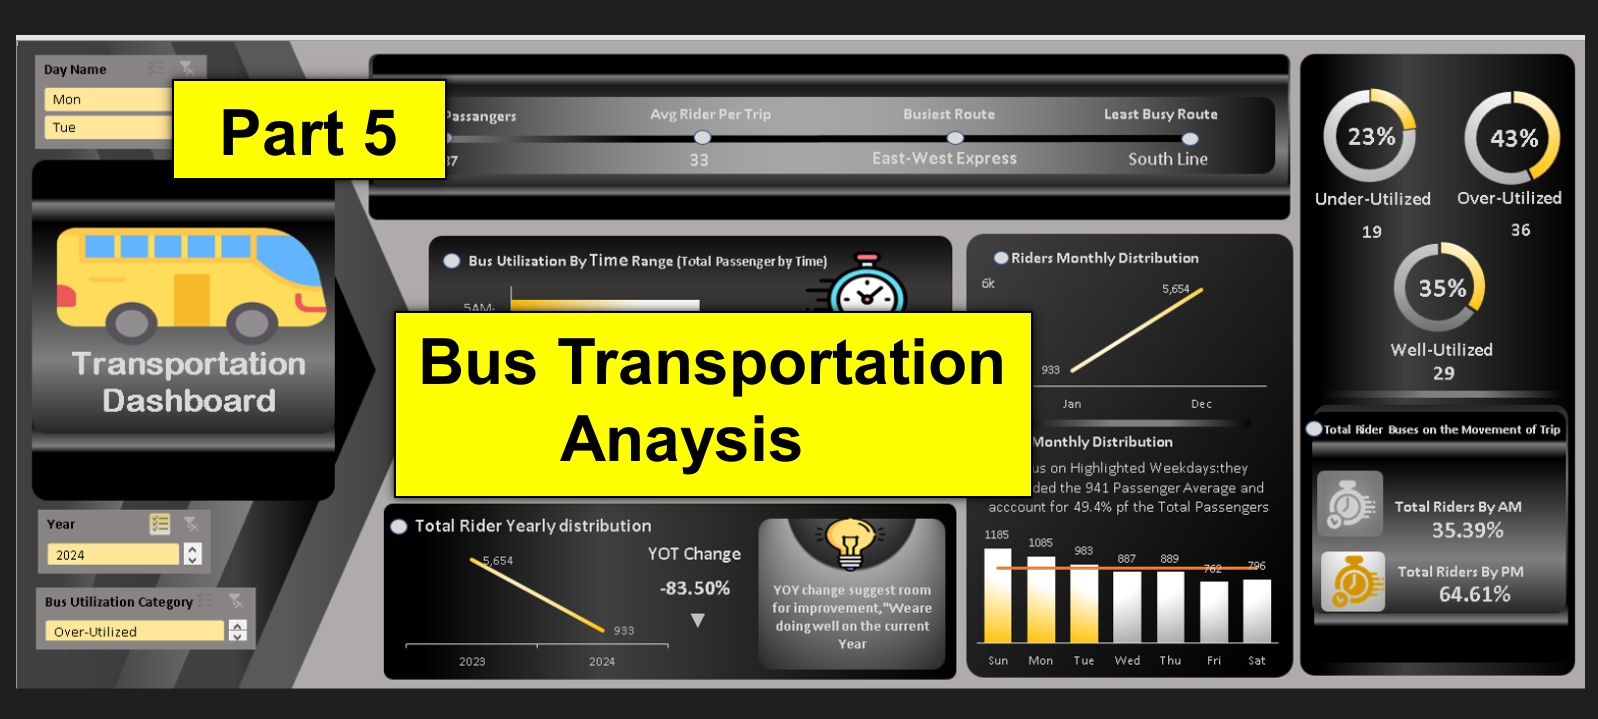 Day Name
Mon
Tue
Part 5
Passangers
37
Avg Rider Per Trip
33
Busiest Route
East-West Express
Least Busy Route
South Line
23%
Under-Utilized
19
43%
Over-Utilized
36
35%
Well-Utilized
29
Transportation
Dashboard
Bus Utilization By Time Range (Total Passenger by Time)
5AM-
Bus Transportation
Anaysis
Riders Monthly Distribution
6k
5,654
933
Jan
Dec
Monthly Distribution
us on Highlighted Weekdays:they
ded the 941 Passenger Average and
acccount for 49.4% pf the Total Passengers
1185
1085
983
887
889
762
796
Sun
Mon
Tue
Wed
Thu
Fri
Sat
Total Rider Buses on the Movement of Trip
Total Riders By AM
35.39%
Total Riders By PM
64.61%
Year
2024
Bus Utilization Category
Over-Utilized
Total Rider Yearly distribution
5,654
933
2023
2024
YOT Change
-83.50%
YOY change suggest room
for improvement,"Weare
doing well on the current
Year